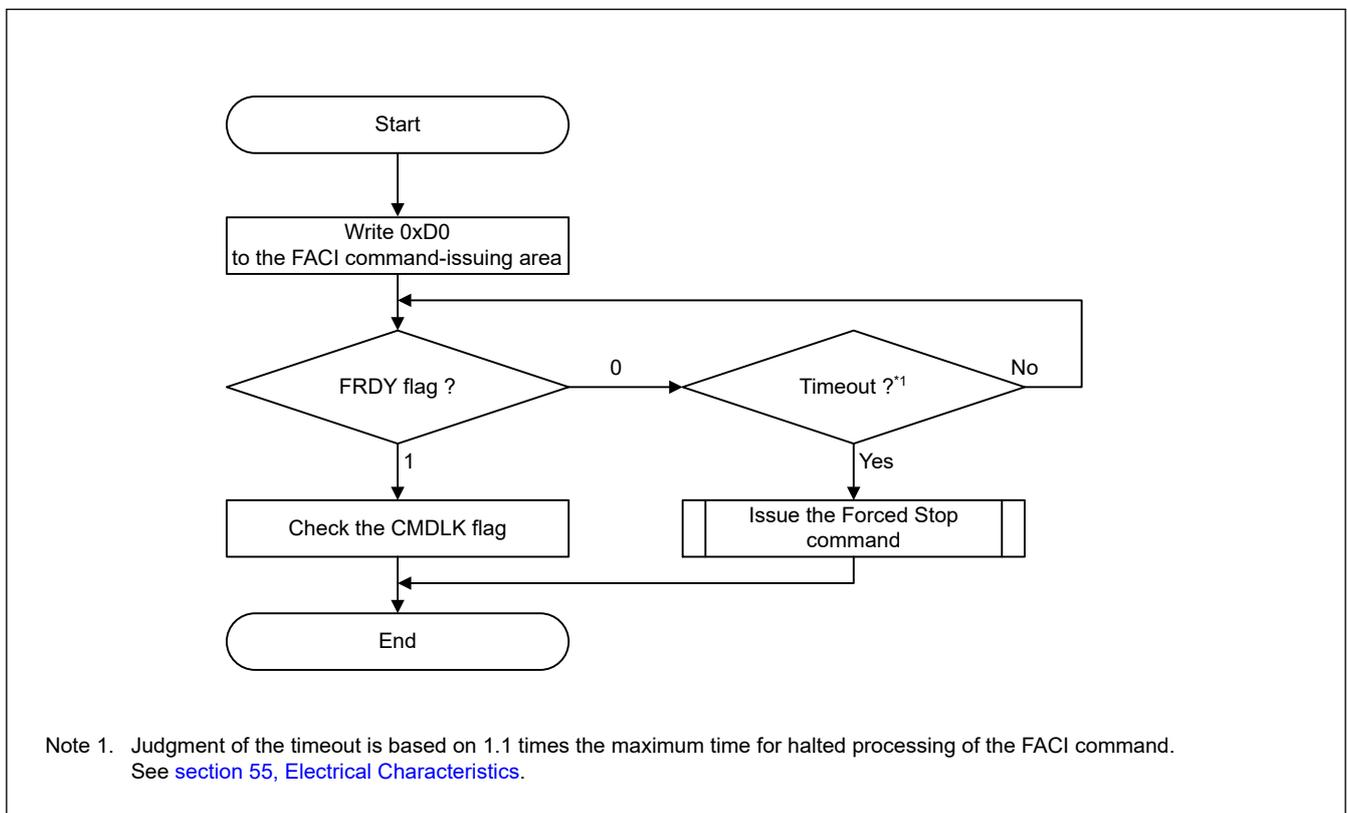 Start
Write 0xD0
to the FACI command-issuing area
FRDY flag ?
0
Timeout ?*1
No
1
Yes
Check the CMDLK flag
Issue the Forced Stop
command
End
Note 1. Judgment of the timeout is based on 1.1 times the maximum time for halted processing of the FACI command.
See section 55, Electrical Characteristics.